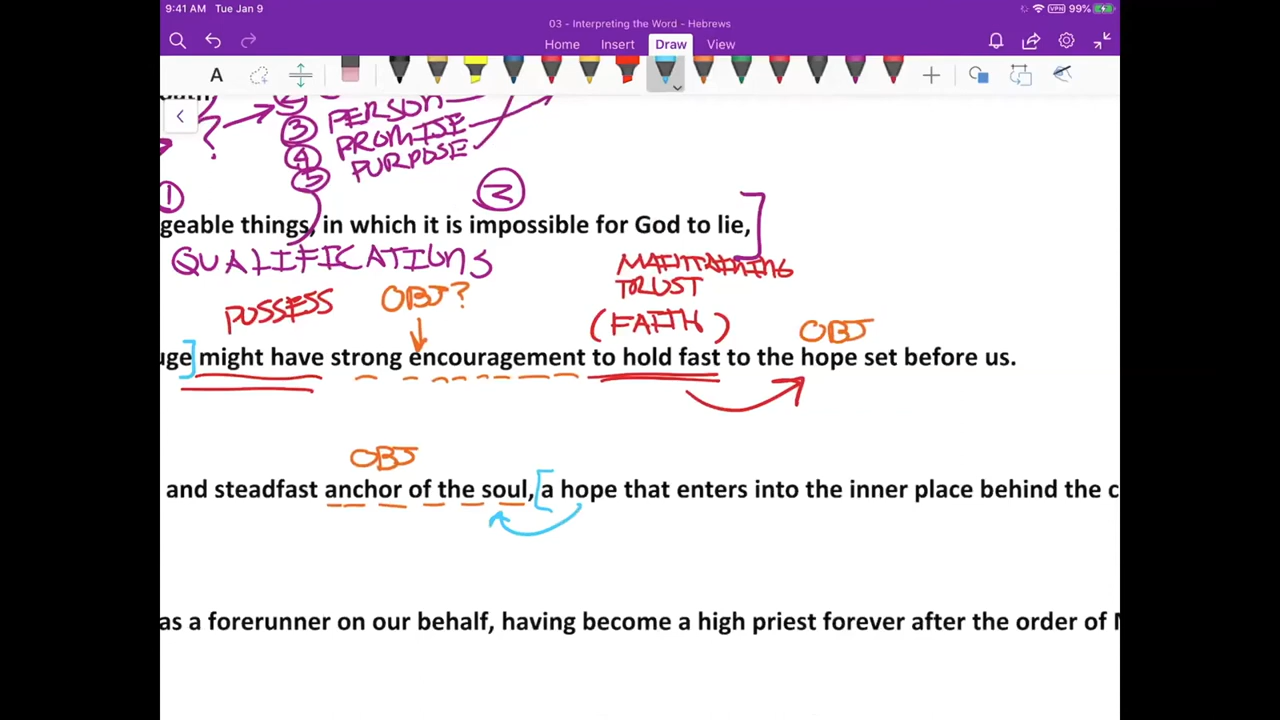 9:41 AM Tue Jan 9
VPN 99%
03 - Interpreting the Word - Hebrews
Home Insert Draw View
A
PERSON
3 PROMISE
4 PURPOSE
5
1 2
geable things, in which it is impossible for God to lie,
QUALIFICATIONS
MAINTAINING
TRUST
POSSESS OBJ?
(FAITH) OBJ
uge might have strong encouragement to hold fast to the hope set before us.
OBJ
and steadfast anchor of the soul, a hope that enters into the inner place behind the c
as a forerunner on our behalf, having become a high priest forever after the order of